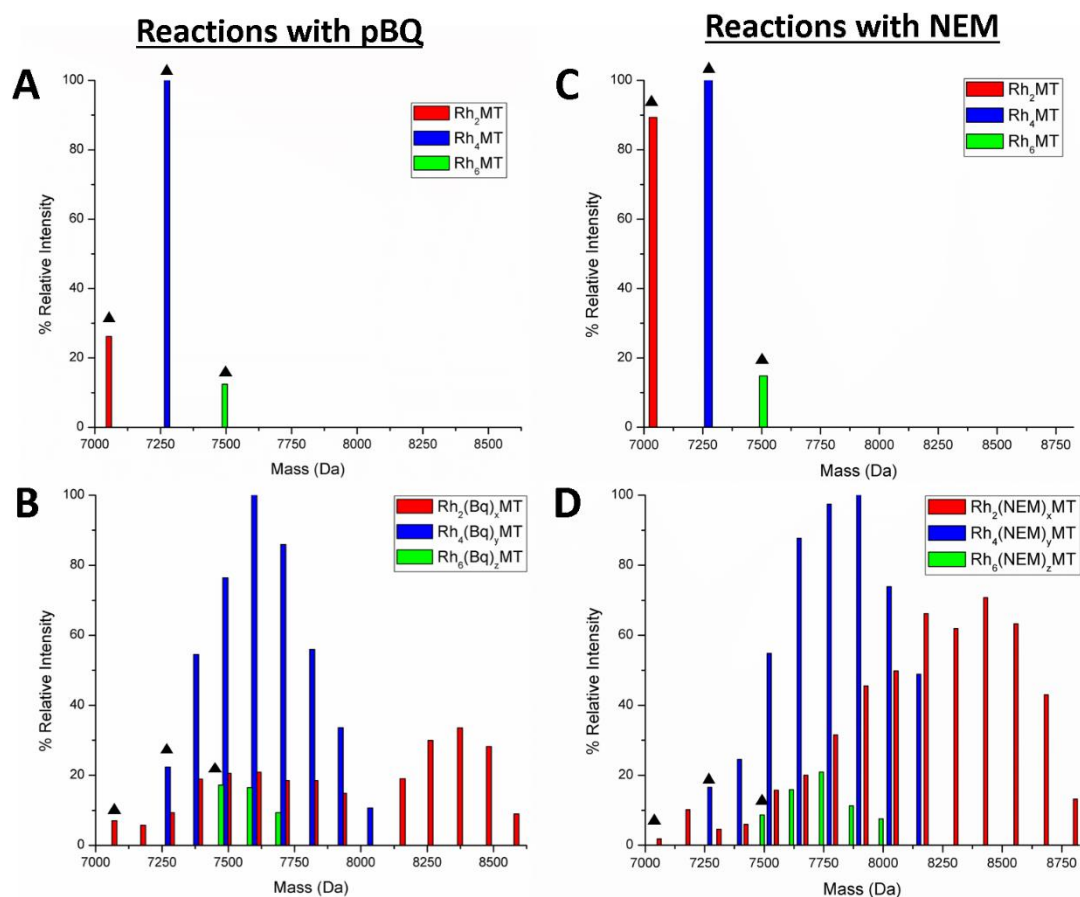 Reactions with pBQ
A
% Relative Intensity
100
80
60
40
20
0
Rh₂MT
Rh₄MT
Rh₆MT
7000 7250 7500 7750 8000 8250 8500
Mass (Da)
B
% Relative Intensity
100
80
60
40
20
0
Rh₂(Bq)ₓMT
Rh₄(Bq)ᵧMT
Rh₆(Bq)zMT
7000 7250 7500 7750 8000 8250 8500
Mass (Da)
Reactions with NEM
C
% Relative Intensity
100
80
60
40
20
0
Rh₂MT
Rh₄MT
Rh₆MT
7000 7250 7500 7750 8000 8250 8500 8750
Mass (Da)
D
% Relative Intensity
100
80
60
40
20
0
Rh₂(NEM)ₓMT
Rh₄(NEM)ᵧMT
Rh₆(NEM)zMT
7000 7250 7500 7750 8000 8250 8500 8750
Mass (Da)